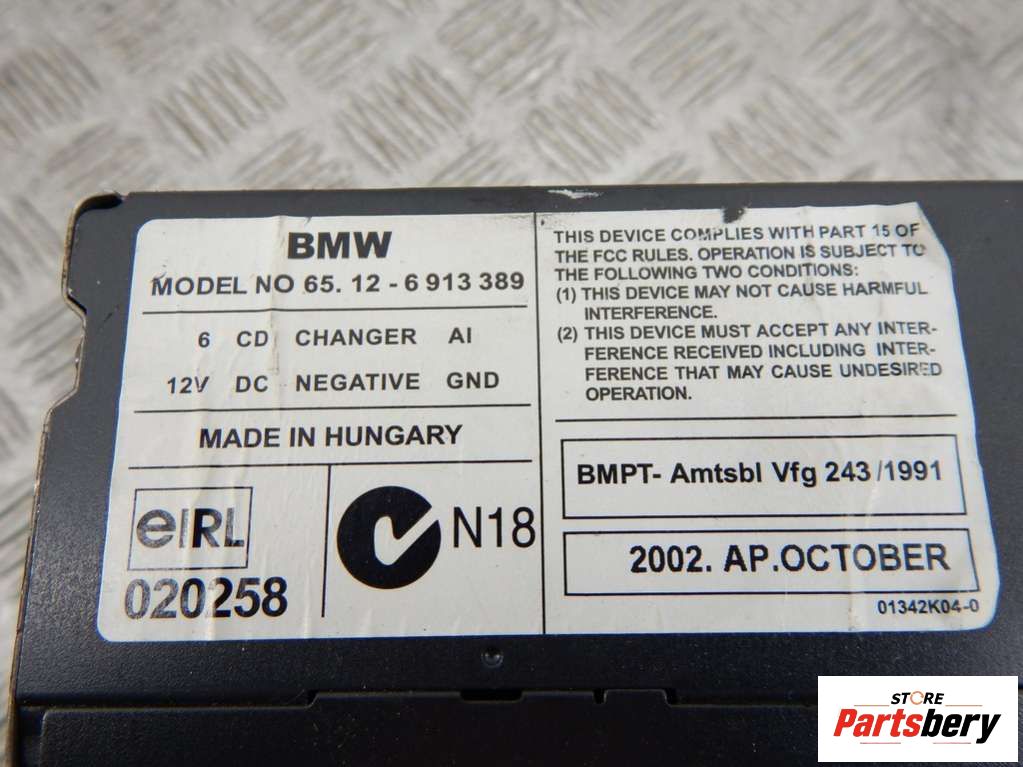 BMW
MODEL NO 65. 12 - 6 913 389
6 CD CHANGER AI
12V DC NEGATIVE GND
MADE IN HUNGARY
eIRL
020258
N18
THIS DEVICE COMPLIES WITH PART 15 OF
THE FCC RULES. OPERATION IS SUBJECT TO
THE FOLLOWING TWO CONDITIONS:
(1) THIS DEVICE MAY NOT CAUSE HARMFUL
INTERFERENCE.
(2) THIS DEVICE MUST ACCEPT ANY INTER-
FERENCE RECEIVED INCLUDING INTER-
FERENCE THAT MAY CAUSE UNDESIRED
OPERATION.
BMPT- Amtsbl Vfg 243 /1991
2002. AP.OCTOBER
01342K04-0
STORE
Partsbery